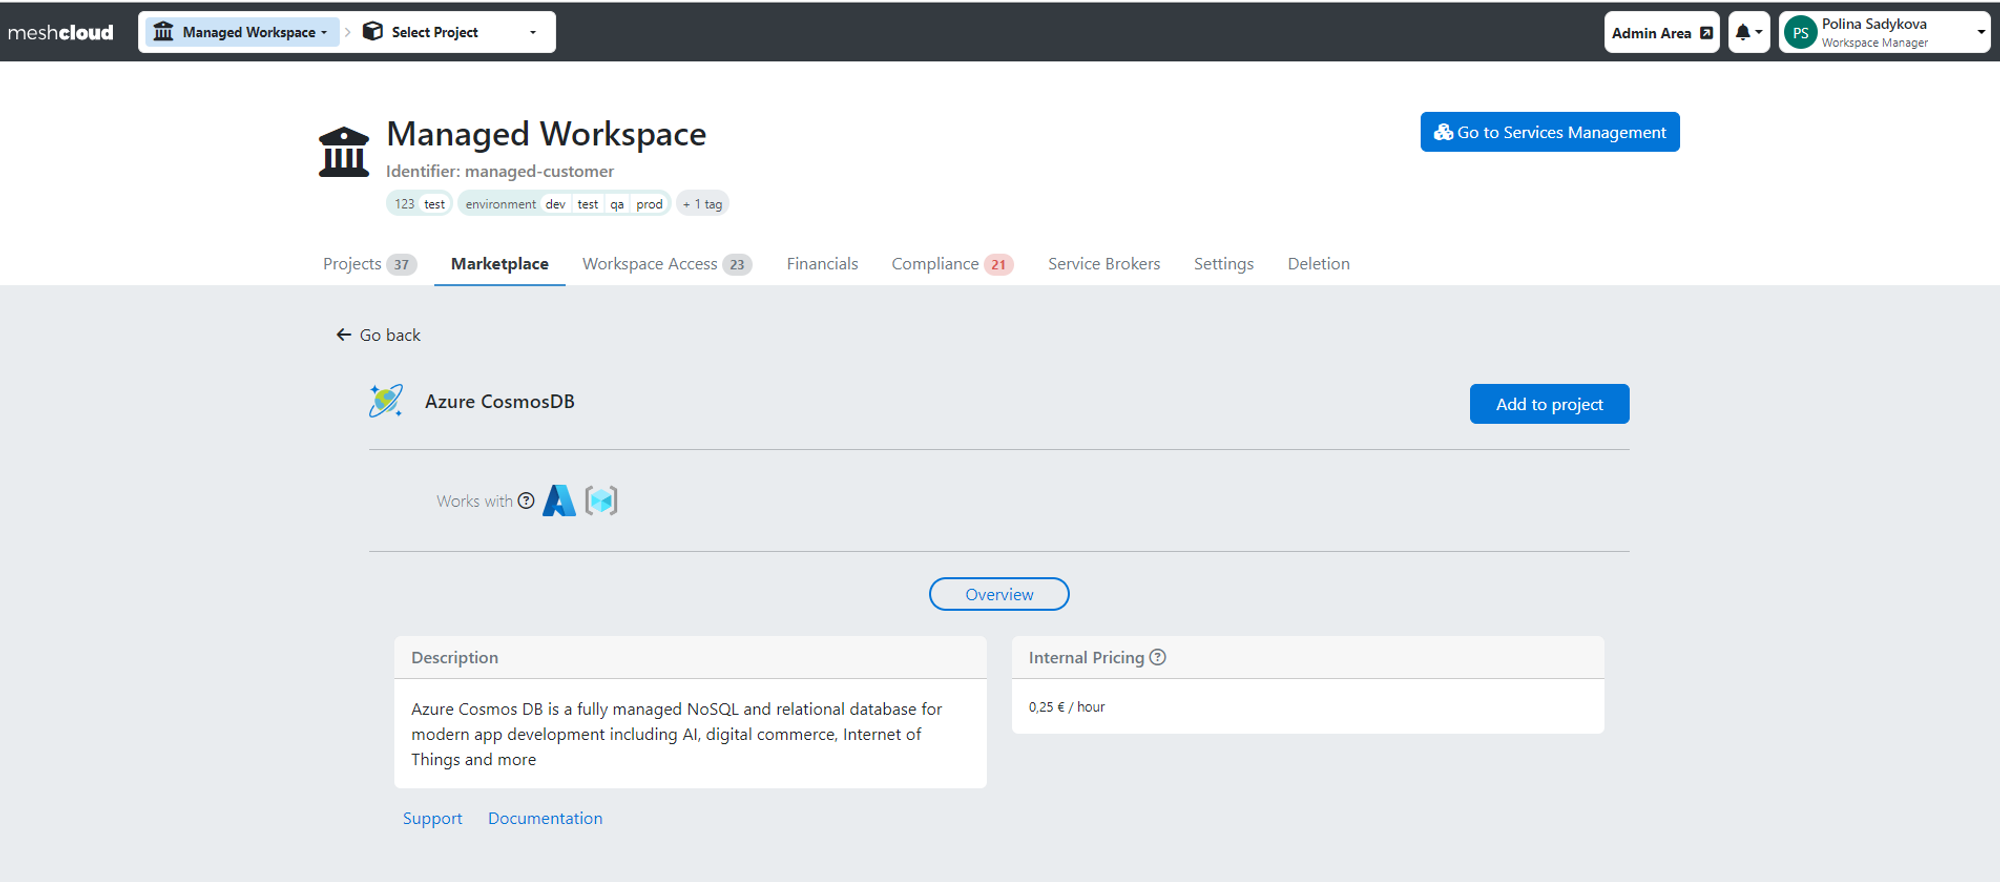 meshcloud
Managed Workspace
Select Project
Admin Area
PS
Polina Sadykova
Workspace Manager
Managed Workspace
Identifier: managed-customer
Go to Services Management
123 test environment dev test qa prod + 1 tag
Projects 37 Marketplace Workspace Access 23 Financials Compliance 21 Service Brokers Settings Deletion
Go back
Azure CosmosDB
Add to project
Works with ?
Overview
Description
Azure Cosmos DB is a fully managed NoSQL and relational database for
modern app development including AI, digital commerce, Internet of
Things and more
Internal Pricing ?
0,25 € / hour
Support Documentation